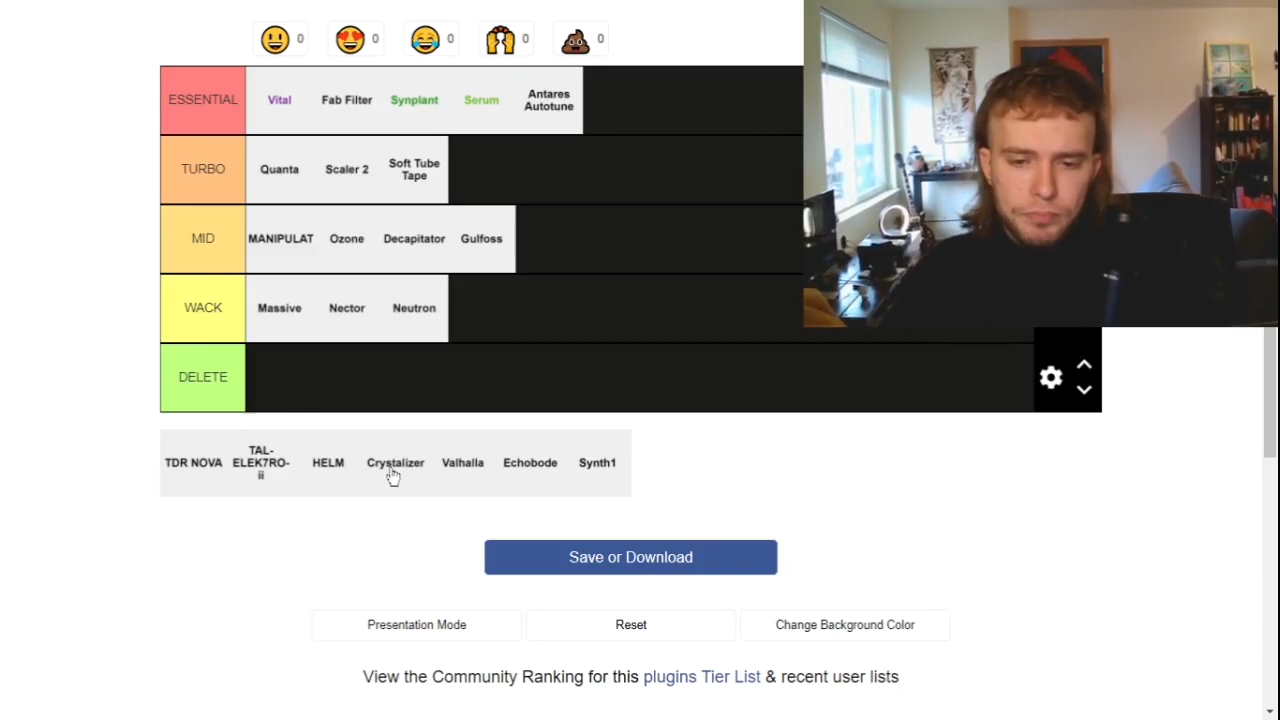 0 0 0 0 0
ESSENTIAL Vital Fab Filter Synplant Serum Antares
Autotune
TURBO Quanta Scaler 2 Soft Tube
Tape
MID MANIPULAT Ozone Decapitator Gulfoss
WACK Massive Nector Neutron
DELETE
TDR NOVA TAL-
ELEK7RO-
ii HELM Crystalizer Valhalla Echobode Synth1
Save or Download
Presentation Mode Reset Change Background Color
View the Community Ranking for this plugins Tier List & recent user lists